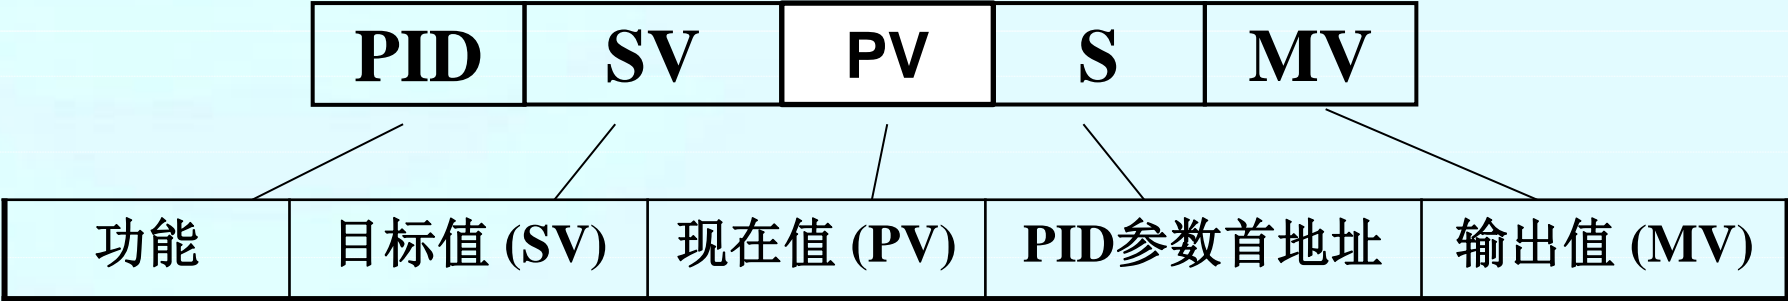 PID SV PV S MV
功能 目标值 (SV) 现在值 (PV) PID参数首地址 输出值 (MV)